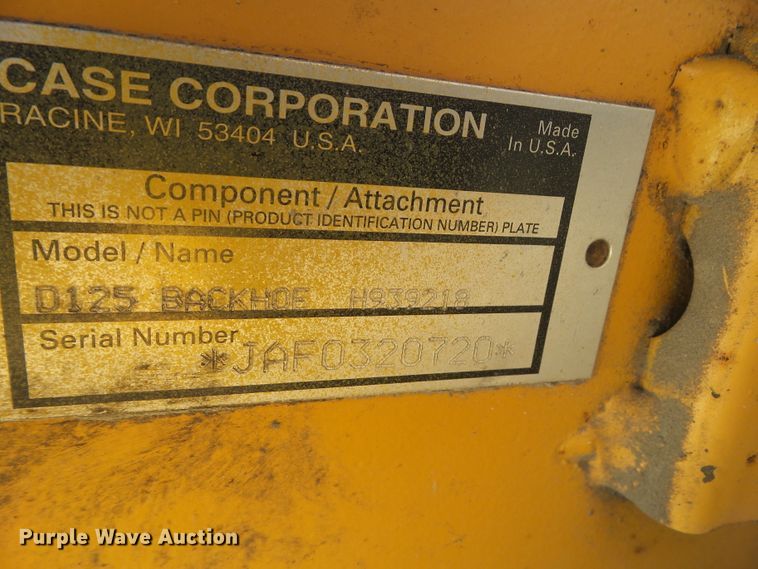 CASE CORPORATION
RACINE, WI 53404 U.S.A.
Made
In U.S.A.
Component / Attachment
THIS IS NOT A PIN (PRODUCT IDENTIFICATION NUMBER) PLATE
Model / Name
D125 BACKHOE H939218
Serial Number
*JAF0320720*
Purple Wave Auction